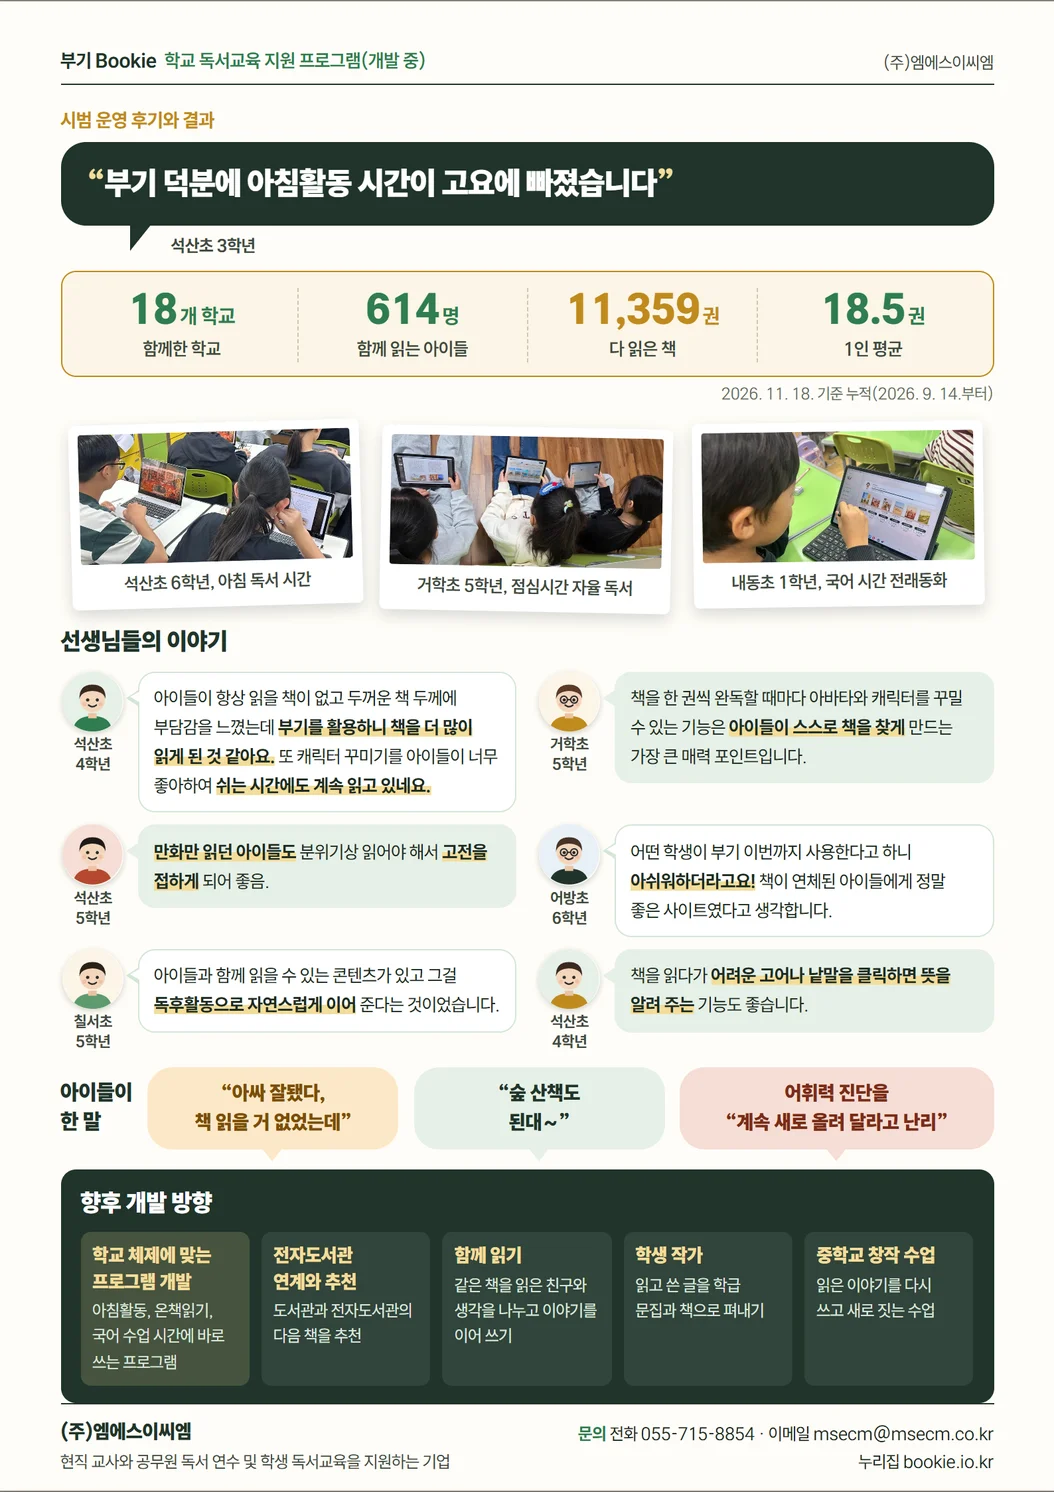 부기 Bookie 학교 독서교육 지원 프로그램(개발 중)
(주)엠에스이씨엠
시범 운영 후기와 결과
“부기 덕분에 아침활동 시간이 고요에 빠졌습니다”
석산초 3학년
18개 학교
함께한 학교
614명
함께 읽는 아이들
11,359권
다 읽은 책
18.5권
1인 평균
2026. 11. 18. 기준 누적(2026. 9. 14.부터)
석산초 6학년, 아침 독서 시간
거학초 5학년, 점심시간 자율 독서
내동초 1학년, 국어 시간 전래동화
선생님들의 이야기
석산초
4학년
아이들이 항상 읽을 책이 없고 두꺼운 책 두께에
부담감을 느꼈는데 부기를 활용하니 책을 더 많이
읽게 된 것 같아요. 또 캐릭터 꾸미기를 아이들이 너무
좋아하여 쉬는 시간에도 계속 읽고 있네요.
거학초
5학년
책을 한 권씩 완독할 때마다 아바타와 캐릭터를 꾸밀
수 있는 기능은 아이들이 스스로 책을 찾게 만드는
가장 큰 매력 포인트입니다.
석산초
5학년
만화만 읽던 아이들도 분위기상 읽어야 해서 고전을
접하게 되어 좋음.
어방초
6학년
어떤 학생이 부기 이번까지 사용한다고 하니
아쉬워하더라고요! 책이 연체된 아이들에게 정말
좋은 사이트였다고 생각합니다.
칠서초
5학년
아이들과 함께 읽을 수 있는 콘텐츠가 있고 그걸
독후활동으로 자연스럽게 이어 준다는 것이었습니다.
석산초
4학년
책을 읽다가 어려운 고어나 낱말을 클릭하면 뜻을
알려 주는 기능도 좋습니다.
아이들이
한 말
“아싸 잘됐다,
책 읽을 거 없었는데”
“숲 산책도
된대~”
어휘력 진단을
“계속 새로 올려 달라고 난리”
향후 개발 방향
학교 체제에 맞는
프로그램 개발
아침활동, 온책읽기,
국어 수업 시간에 바로
쓰는 프로그램
전자도서관
연계와 추천
도서관과 전자도서관의
다음 책을 추천
함께 읽기
같은 책을 읽은 친구와
생각을 나누고 이야기를
이어 쓰기
학생 작가
읽고 쓴 글을 학급
문집과 책으로 펴내기
중학교 창작 수업
읽은 이야기를 다시
쓰고 새로 짓는 수업
(주)엠에스이씨엠
현직 교사와 공무원 독서 연수 및 학생 독서교육을 지원하는 기업
문의 전화 055-715-8854 · 이메일 msecm@msecm.co.kr
누리집 bookie.io.kr